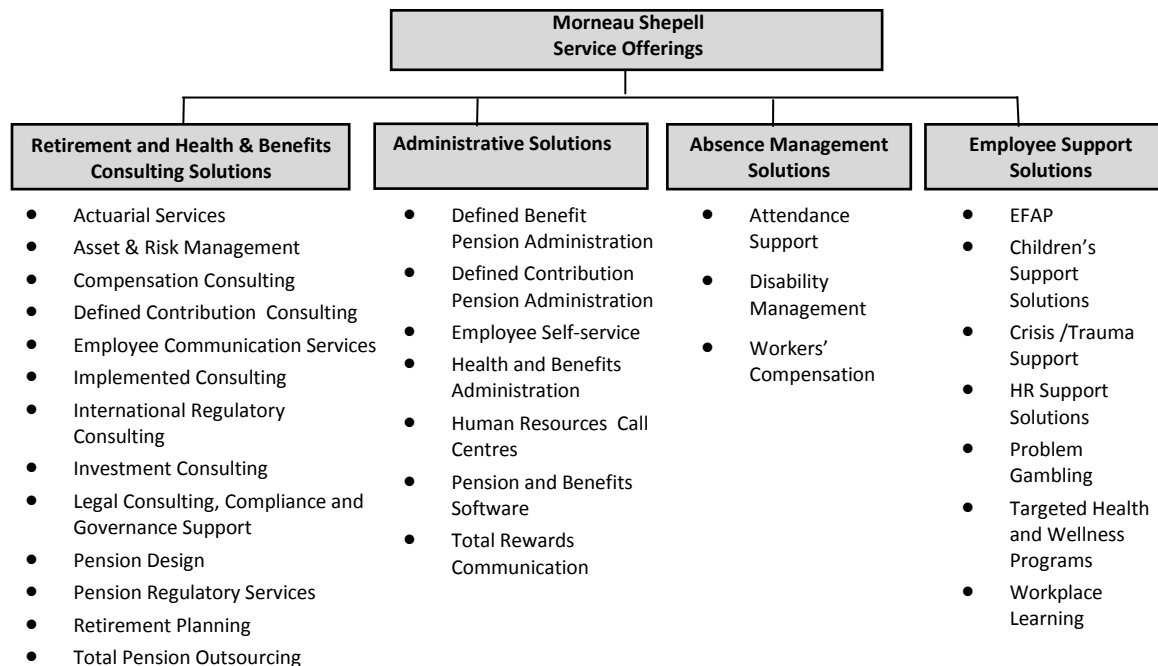 Morneau Shepell
Service Offerings
Retirement and Health & Benefits
Consulting Solutions
● Actuarial Services
● Asset & Risk Management
● Compensation Consulting
● Defined Contribution Consulting
● Employee Communication Services
● Implemented Consulting
● International Regulatory
Consulting
● Investment Consulting
● Legal Consulting, Compliance and
Governance Support
● Pension Design
● Pension Regulatory Services
● Retirement Planning
● Total Pension Outsourcing
Administrative Solutions
● Defined Benefit
Pension Administration
● Defined Contribution
Pension Administration
● Employee Self-service
● Health and Benefits
Administration
● Human Resources Call
Centres
● Pension and Benefits
Software
● Total Rewards
Communication
Absence Management
Solutions
● Attendance
Support
● Disability
Management
● Workers’
Compensation
Employee Support
Solutions
● EFAP
● Children’s
Support
Solutions
● Crisis /Trauma
Support
● HR Support
Solutions
● Problem
Gambling
● Targeted Health
and Wellness
Programs
● Workplace
Learning